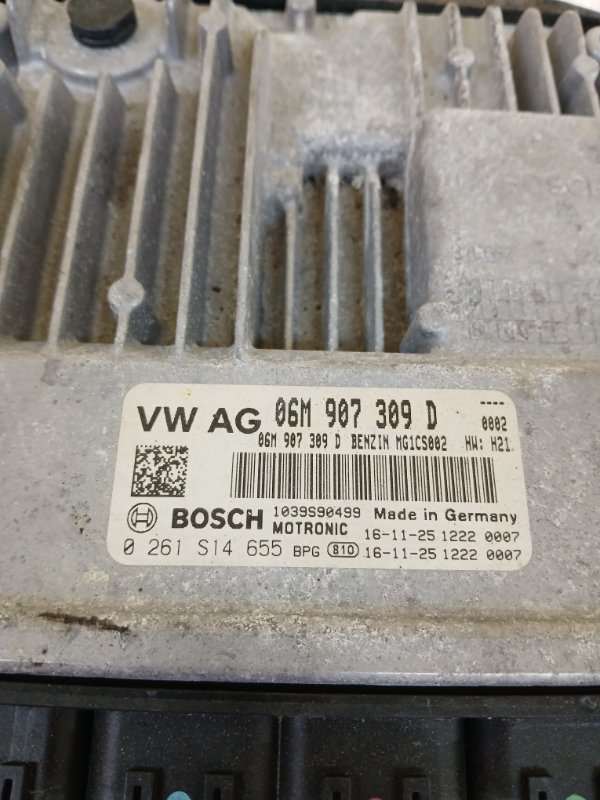 VW AG 06M 907 309 D ---- 0002
06M 907 309 D BENZIN MG1CS002 HW: H21
BOSCH 1039S90499 Made in Germany
MOTRONIC 16-11-25 1222 0007
0 261 S14 655 BPG 810 16-11-25 1222 0007